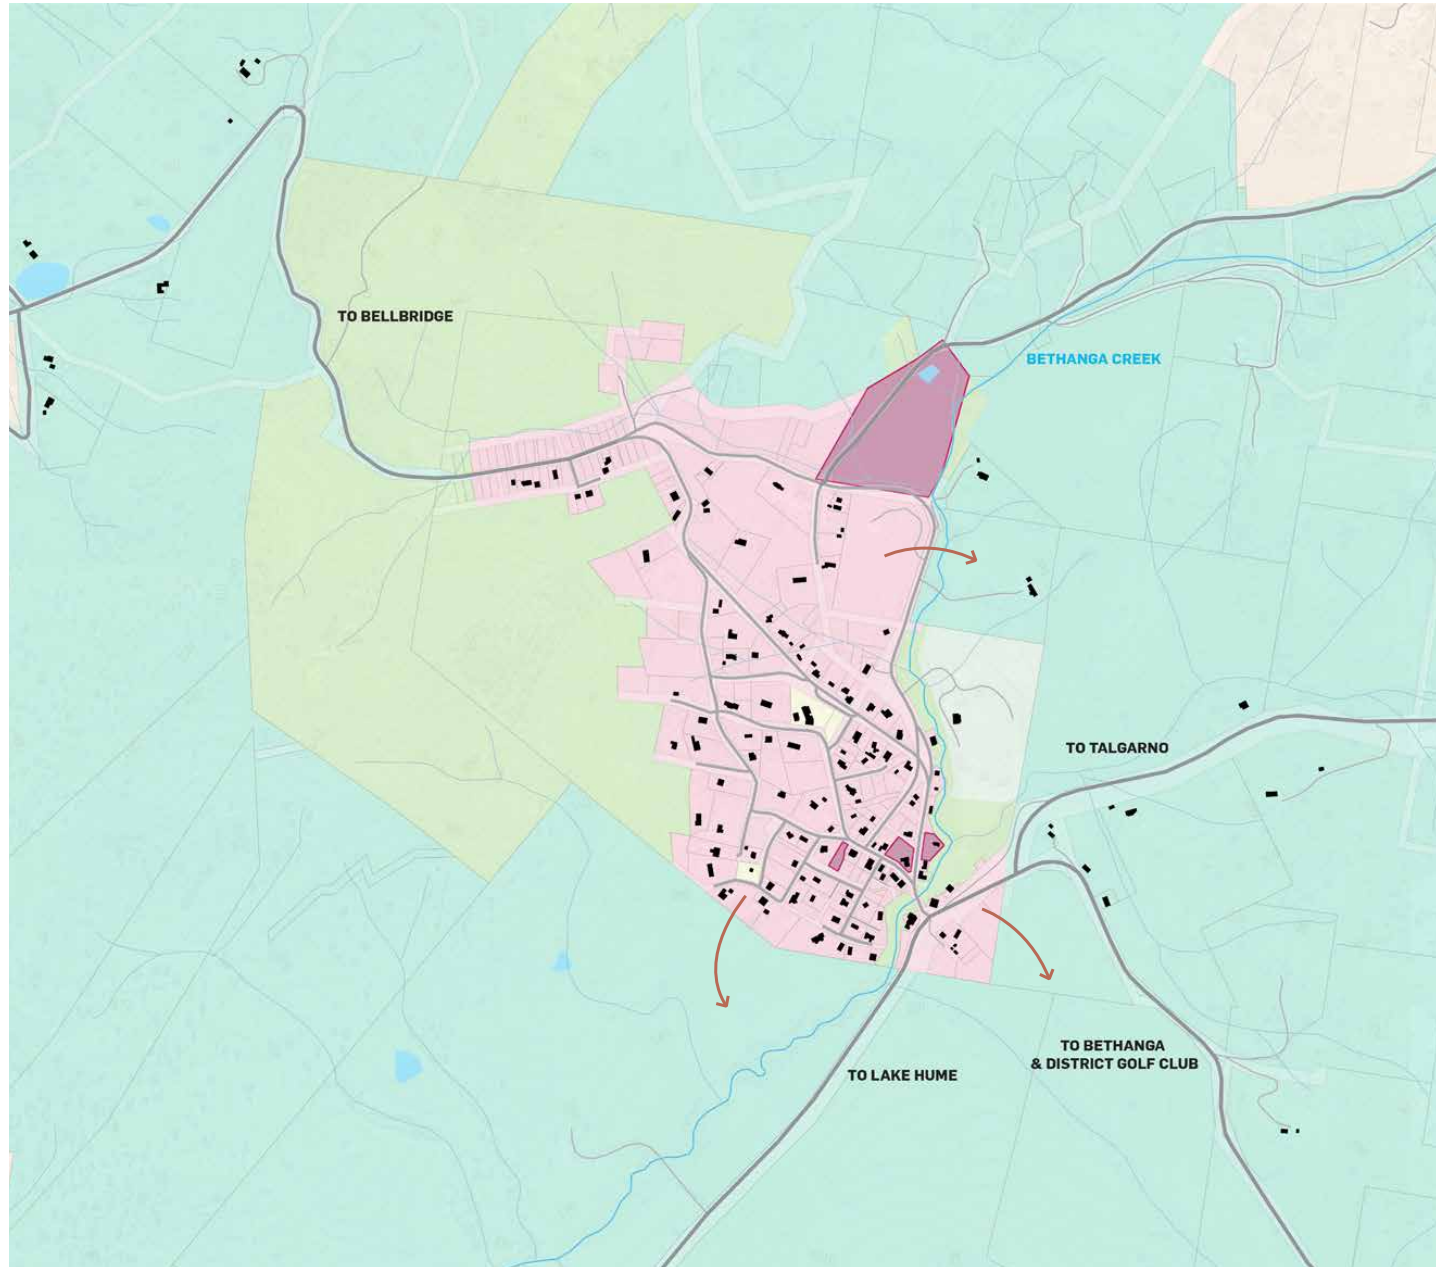 TO BELLBRIDGE
BETHANGA CREEK
TO TALGARNO
TO BETHANGA
& DISTRICT GOLF CLUB
TO LAKE HUME